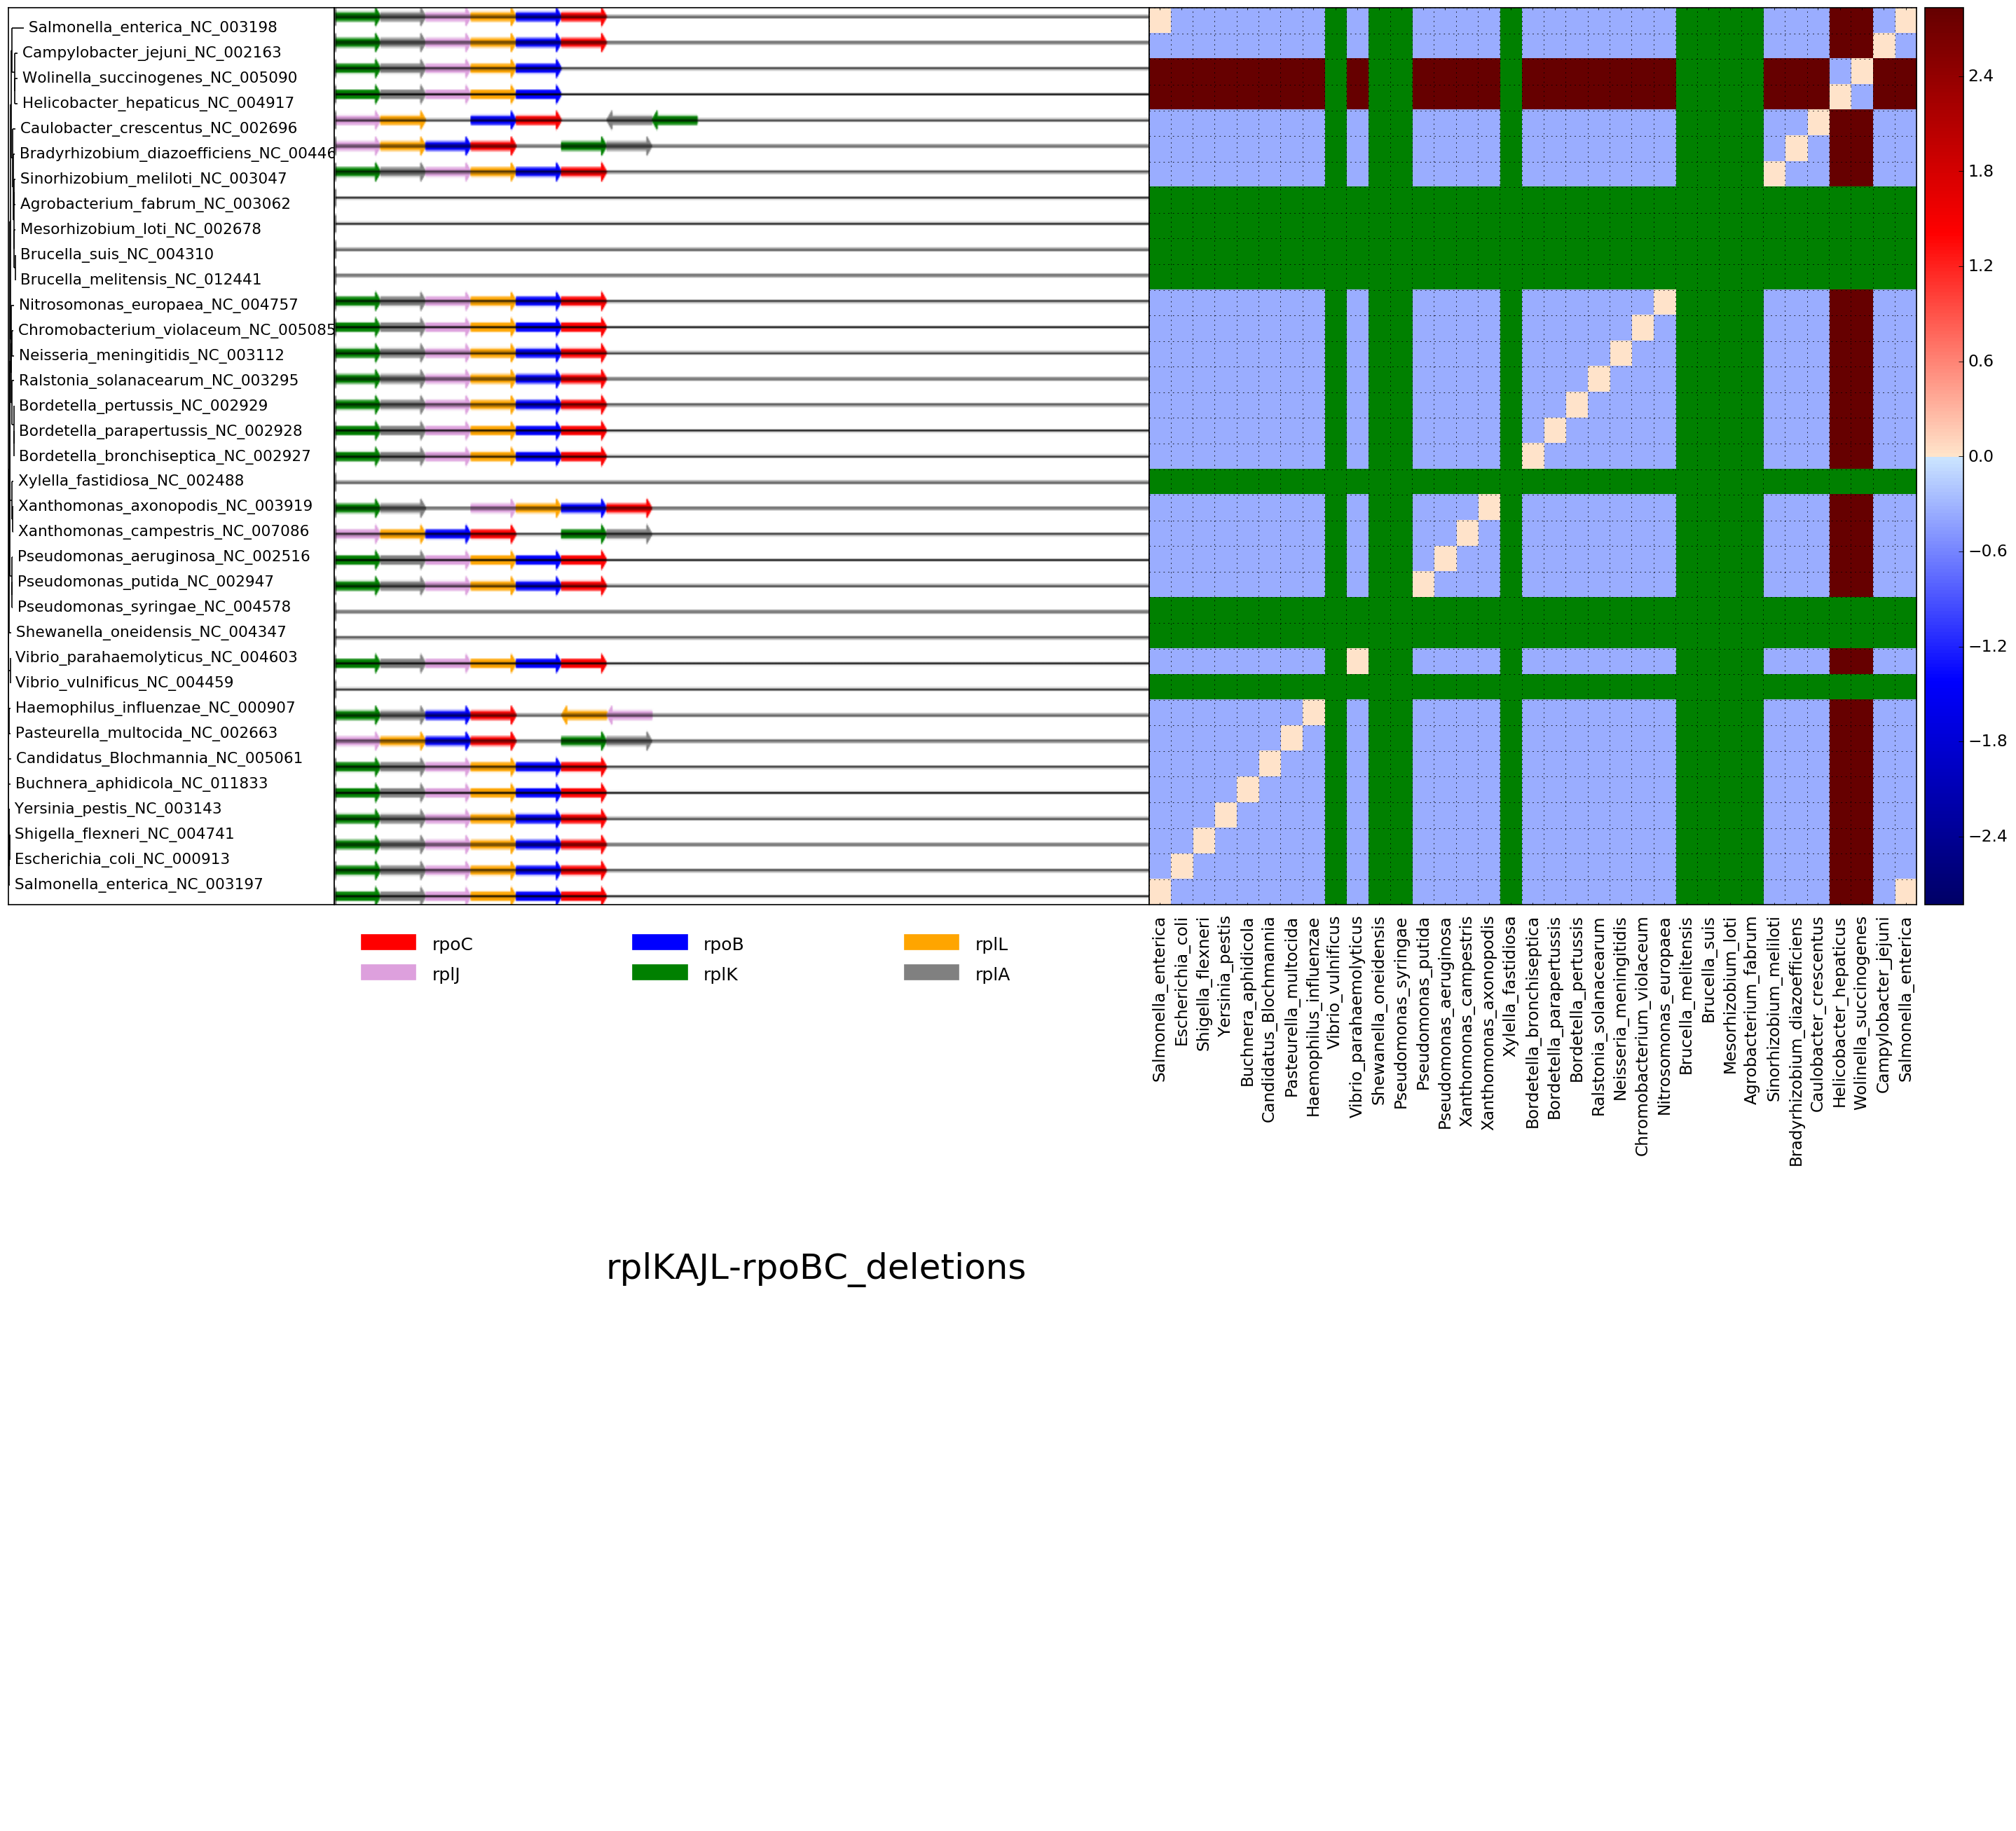 Salmonella_enterica_NC_003198
Campylobacter_jejuni_NC_002163
Wolinella_succinogenes_NC_005090
Helicobacter_hepaticus_NC_004917
Caulobacter_crescentus_NC_002696
Bradyrhizobium_diazoefficiens_NC_00446
Sinorhizobium_meliloti_NC_003047
Agrobacterium_fabrum_NC_003062
Mesorhizobium_loti_NC_002678
Brucella_suis_NC_004310
Brucella_melitensis_NC_012441
Nitrosomonas_europaea_NC_004757
Chromobacterium_violaceum_NC_005085
Neisseria_meningitidis_NC_003112
Ralstonia_solanacearum_NC_003295
Bordetella_pertussis_NC_002929
Bordetella_parapertussis_NC_002928
Bordetella_bronchiseptica_NC_002927
Xylella_fastidiosa_NC_002488
Xanthomonas_axonopodis_NC_003919
Xanthomonas_campestris_NC_007086
Pseudomonas_aeruginosa_NC_002516
Pseudomonas_putida_NC_002947
Pseudomonas_syringae_NC_004578
Shewanella_oneidensis_NC_004347
Vibrio_parahaemolyticus_NC_004603
Vibrio_vulnificus_NC_004459
Haemophilus_influenzae_NC_000907
Pasteurella_multocida_NC_002663
Candidatus_Blochmannia_NC_005061
Buchnera_aphidicola_NC_011833
Yersinia_pestis_NC_003143
Shigella_flexneri_NC_004741
Escherichia_coli_NC_000913
Salmonella_enterica_NC_003197
2.4
1.8
1.2
0.6
0.0
−0.6
−1.2
−1.8
−2.4
rpoC rpoB rplL
rplJ rplK rplA
Salmonella_enterica
Escherichia_coli
Shigella_flexneri
Yersinia_pestis
Buchnera_aphidicola
Candidatus_Blochmannia
Pasteurella_multocida
Haemophilus_influenzae
Vibrio_vulnificus
Vibrio_parahaemolyticus
Shewanella_oneidensis
Pseudomonas_syringae
Pseudomonas_putida
Pseudomonas_aeruginosa
Xanthomonas_campestris
Xanthomonas_axonopodis
Xylella_fastidiosa
Bordetella_bronchiseptica
Bordetella_parapertussis
Bordetella_pertussis
Ralstonia_solanacearum
Neisseria_meningitidis
Chromobacterium_violaceum
Nitrosomonas_europaea
Brucella_melitensis
Brucella_suis
Mesorhizobium_loti
Agrobacterium_fabrum
Sinorhizobium_meliloti
Bradyrhizobium_diazoefficiens
Caulobacter_crescentus
Helicobacter_hepaticus
Wolinella_succinogenes
Campylobacter_jejuni
Salmonella_enterica
rplKAJL-rpoBC_deletions